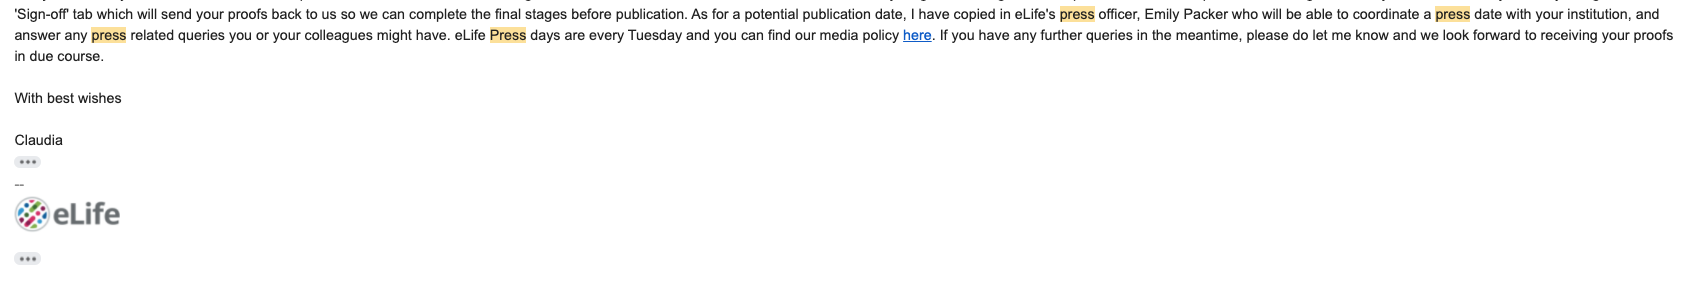 'Sign-off' tab which will send your proofs back to us so we can complete the final stages before publication. As for a potential publication date, I have copied in eLife's press officer, Emily Packer who will be able to coordinate a press date with your institution, and
answer any press related queries you or your colleagues might have. eLife Press days are every Tuesday and you can find our media policy here. If you have any further queries in the meantime, please do let me know and we look forward to receiving your proofs
in due course.
With best wishes
Claudia
--
eLife